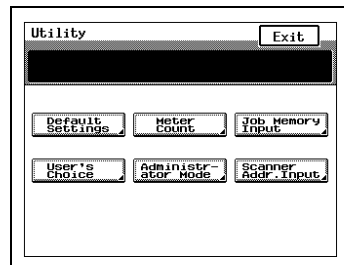 Utility
Exit
Default
Settings
Meter
Count
Job Memory
Input
User's
Choice
Administr-
ator Mode
Scanner
Addr.Input